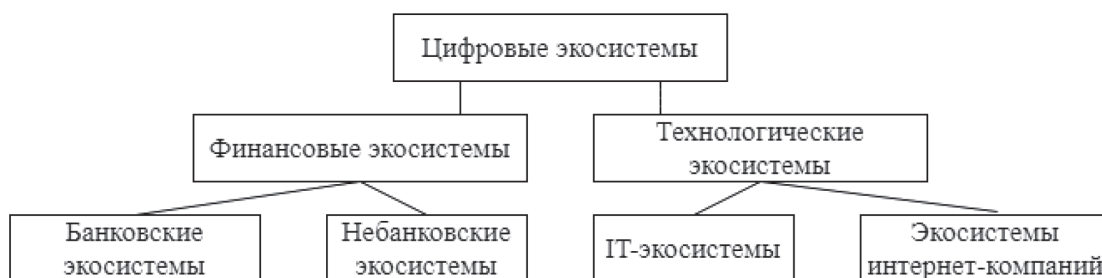 Цифровые экосистемы
Финансовые экосистемы
Технологические
экосистемы
Банковские
экосистемы
Небанковские
экосистемы
IT-экосистемы
Экосистемы
интернет-компаний